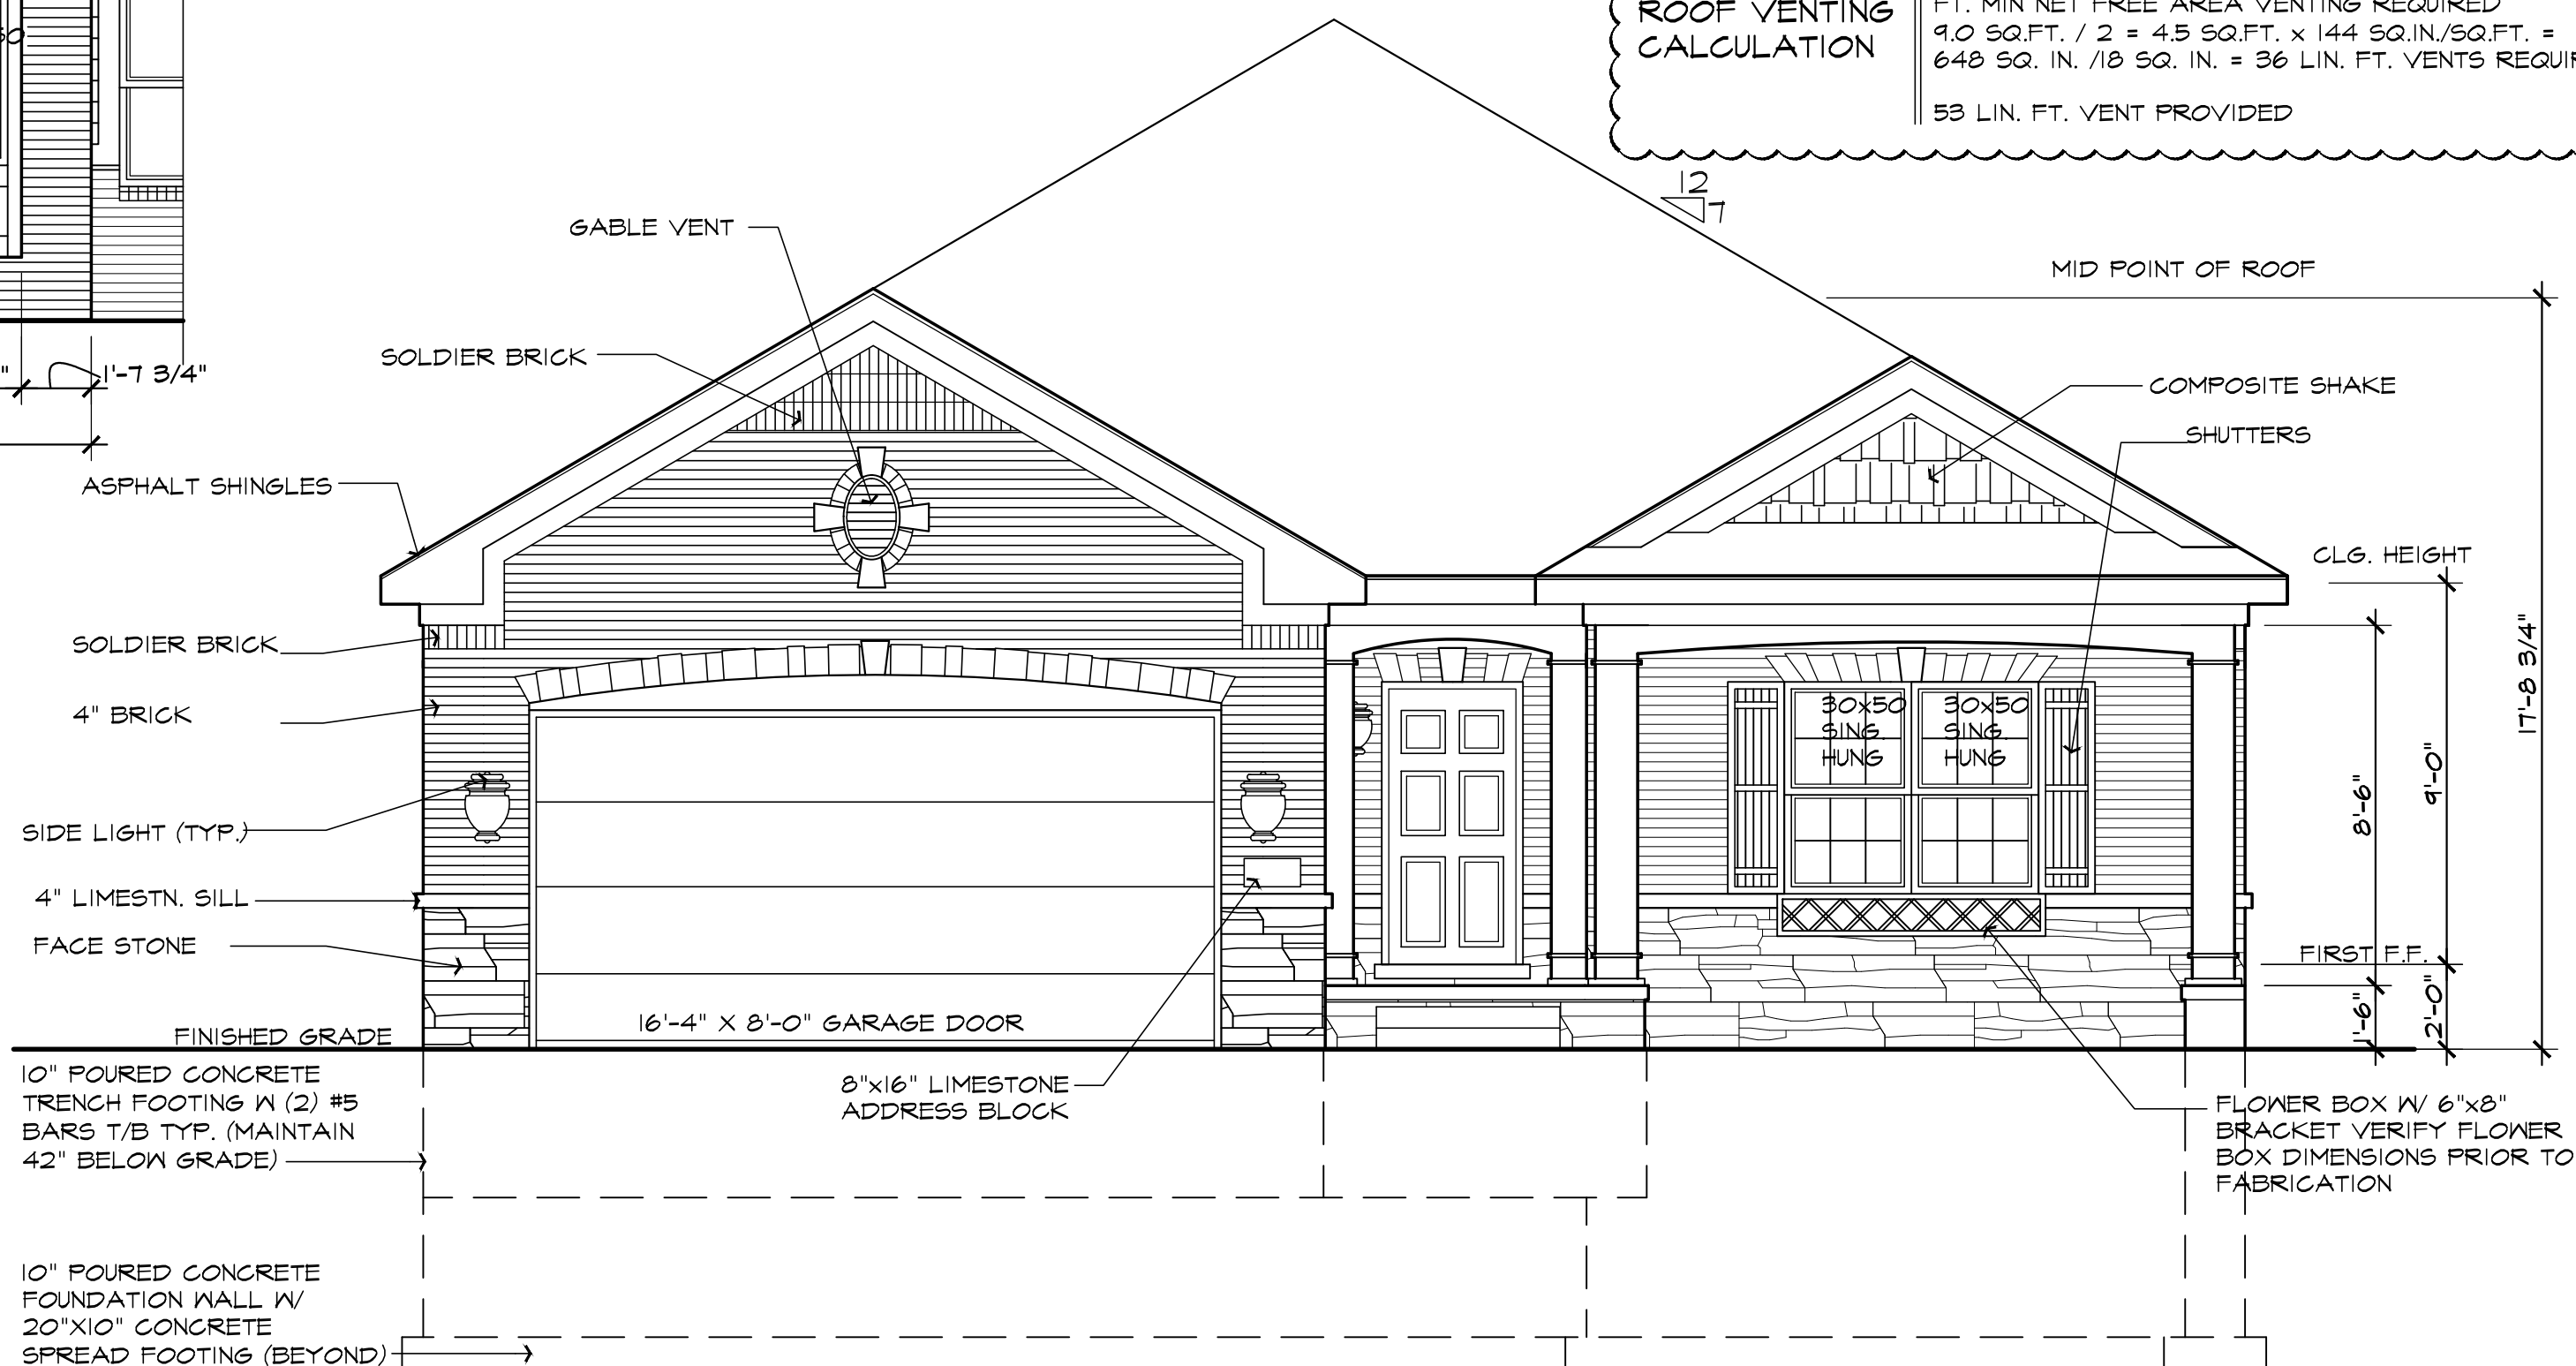 ROOF VENTING
CALCULATION
FT. MIN NET FREE AREA VENTING REQUIRED
9.0 SQ.FT. / 2 = 4.5 SQ.FT. x 144 SQ.IN./SQ.FT. =
648 SQ. IN. /18 SQ. IN. = 36 LIN. FT. VENTS
53 LIN. FT. VENT PROVIDED
12
7
GABLE VENT
MID POINT OF ROOF
SOLDIER BRICK
1'-7 3/4"
COMPOSITE SHAKE
SHUTTERS
ASPHALT SHINGLES
CLG. HEIGHT
SOLDIER BRICK
4" BRICK
30x50
SING.
HUNG
30x50
SING.
HUNG
17'-8 3/4"
9'-0"
8'-6"
SIDE LIGHT (TYP.)
4" LIMESTN. SILL
FACE STONE
FIRST F.F.
1'-6"
2'-0"
16'-4" X 8'-0" GARAGE DOOR
FINISHED GRADE
10" POURED CONCRETE
TRENCH FOOTING W (2) #5
BARS T/B TYP. (MAINTAIN
42" BELOW GRADE)
8"x16" LIMESTONE
ADDRESS BLOCK
FLOWER BOX W/ 6"x8"
BRACKET VERIFY FLOWER
BOX DIMENSIONS PRIOR TO
FABRICATION
10" POURED CONCRETE
FOUNDATION WALL W/
20"X10" CONCRETE
SPREAD FOOTING (BEYOND)